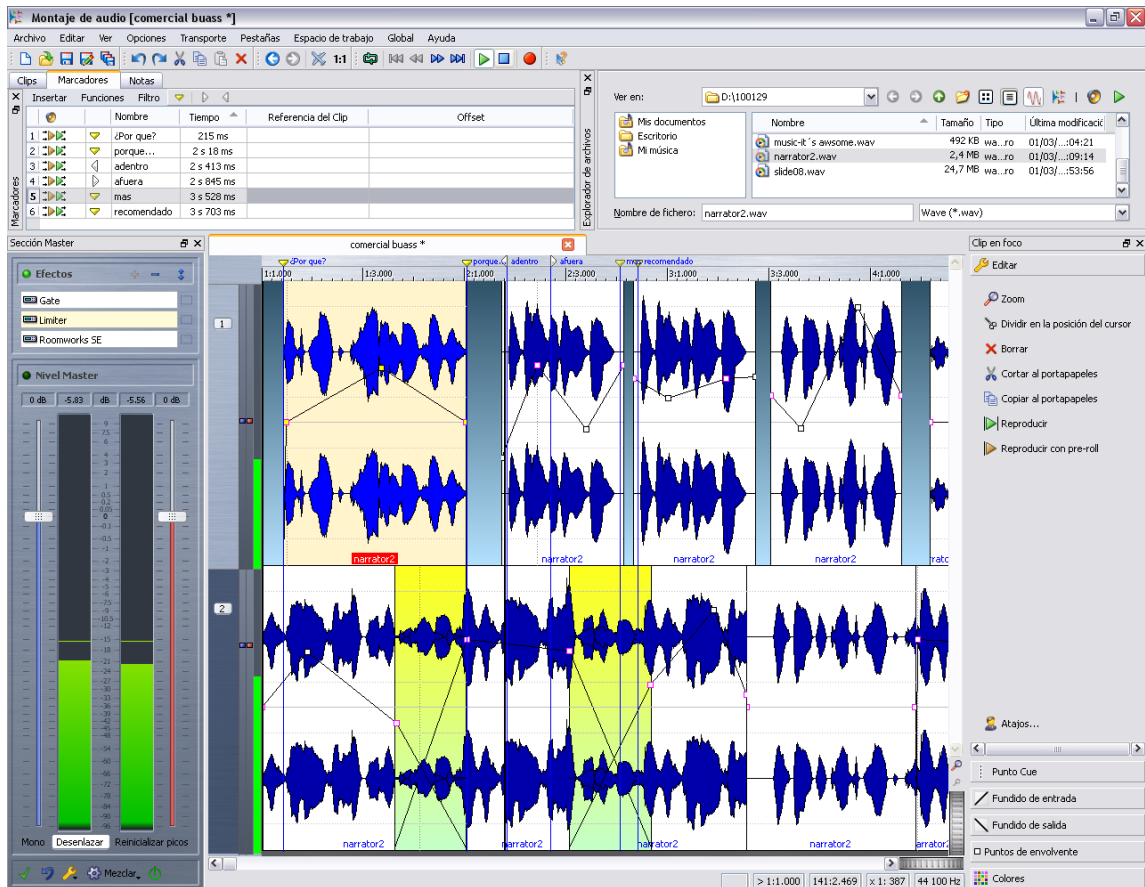 Montaje de audio [comercial buass *]
Archivo Editar Ver Opciones Transporte Pestañas Espacio de trabajo Global Ayuda
1:1
Clips Marcadores Notas
Insertar Funciones Filtro
Nombre Tiempo Referencia del Clip Offset
1 ¿Por que? 215 ms
2 porque... 2 s 18 ms
3 adentro 2 s 413 ms
4 afuera 2 s 845 ms
5 mas 3 s 528 ms
6 recomendado 3 s 703 ms
Marcadores
Explorador de archivos
Ver en: D:\100129
Mis documentos
Escritorio
Mi música
Nombre Tamaño Tipo Última modificació
music-it´s awsome.wav 492 KB wa...ro 01/03/...:04:21
narrator2.wav 2,4 MB wa...ro 01/03/...:09:14
slide08.wav 24,7 MB wa...ro 01/03/...:53:56
Nombre de fichero: narrator2.wav Wave (*.wav)
Sección Master
Efectos
Gate
Limiter
Roomworks SE
Nivel Master
0 dB -5.83 dB -5.56 0 dB
Mono Desenlazar Reinicializar picos
Mezclar
comercial buass *
¿Por que? porque... adentro afuera mas recomendado
1:1.000 1:3.000 2:1.000 2:3.000 3:1.000 3:3.000 4:1.000
1
narrator2 narrator2 narrator2 narrator2
2
narrator2 narrator2 narrator2 narrator2 narrator2
> 1:1.000 141:2.469 x 1: 387 44 100 Hz
Clip en foco
Editar
Zoom
Dividir en la posición del cursor
Borrar
Cortar al portapapeles
Copiar al portapapeles
Reproducir
Reproducir con pre-roll
Atajos...
Punto Cue
Fundido de entrada
Fundido de salida
Puntos de envolvente
Colores